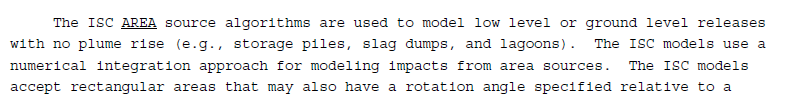 The ISC AREA source algorithms are used to model low level or ground level releases
with no plume rise (e.g., storage piles, slag dumps, and lagoons).  The ISC models use a
numerical integration approach for modeling impacts from area sources.  The ISC models
accept rectangular areas that may also have a rotation angle specified relative to a